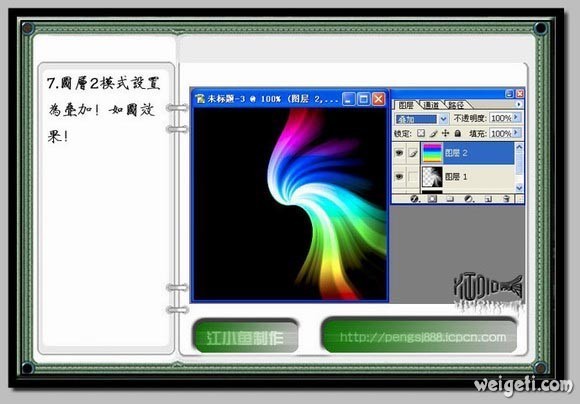 7.圖層2模式設置
為叠加！如圖效
果！
未标题-3 @ 100% (图层 2,...
图层 通道 路径
叠加 不透明度: 100%
锁定: 填充: 100%
图层 2
图层 1
江小鱼制作
http://pengsj888.icpcn.com
weigeti.com